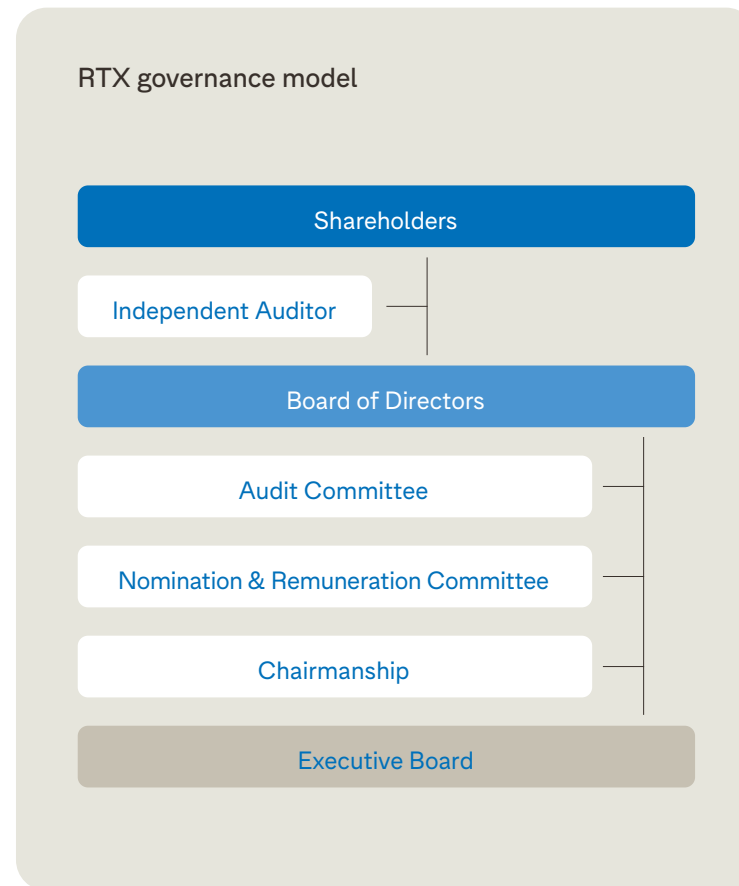 RTX governance model
Shareholders
Independent Auditor
Board of Directors
Audit Committee
Nomination & Remuneration Committee
Chairmanship
Executive Board